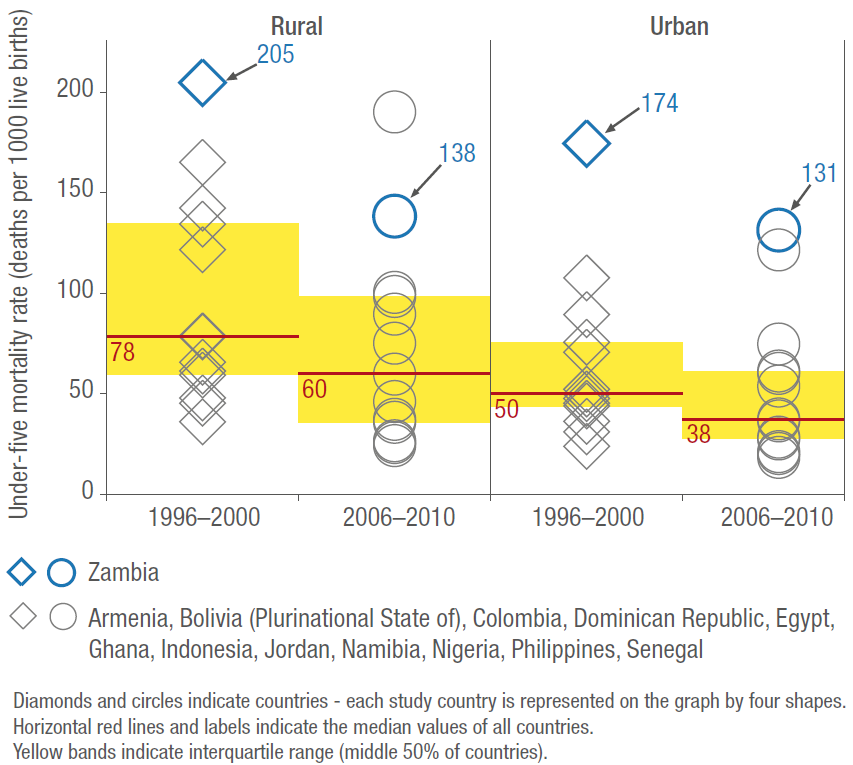 Rural
Urban
Under-five mortality rate (deaths per 1000 live births)
200
150
100
50
0
205
138
174
131
78
60
50
38
1996–2000
2006–2010
1996–2000
2006–2010
Zambia
Armenia, Bolivia (Plurinational State of), Colombia, Dominican Republic, Egypt,
Ghana, Indonesia, Jordan, Namibia, Nigeria, Philippines, Senegal
Diamonds and circles indicate countries - each study country is represented on the graph by four shapes.
Horizontal red lines and labels indicate the median values of all countries.
Yellow bands indicate interquartile range (middle 50% of countries).